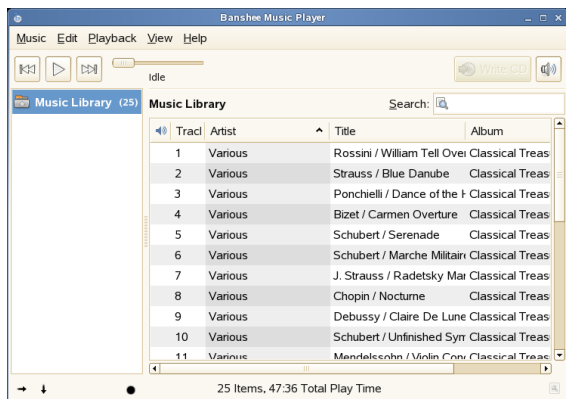 Banshee Music Player
Music Edit Playback View Help
Idle
Write CD
Music Library (25)
Music Library Search:
Tracl Artist Title Album
1 Various Rossini / William Tell Over Classical Treas
2 Various Strauss / Blue Danube Classical Treas
3 Various Ponchielli / Dance of the H Classical Treas
4 Various Bizet / Carmen Overture Classical Treas
5 Various Schubert / Serenade Classical Treas
6 Various Schubert / Marche Militaire Classical Treas
7 Various J. Strauss / Radetsky Mar Classical Treas
8 Various Chopin / Nocturne Classical Treas
9 Various Debussy / Claire De Lune Classical Treas
10 Various Schubert / Unfinished Sym Classical Treas
11 Various Mendelssohn / Violin Conc Classical Treas
25 Items, 47:36 Total Play Time